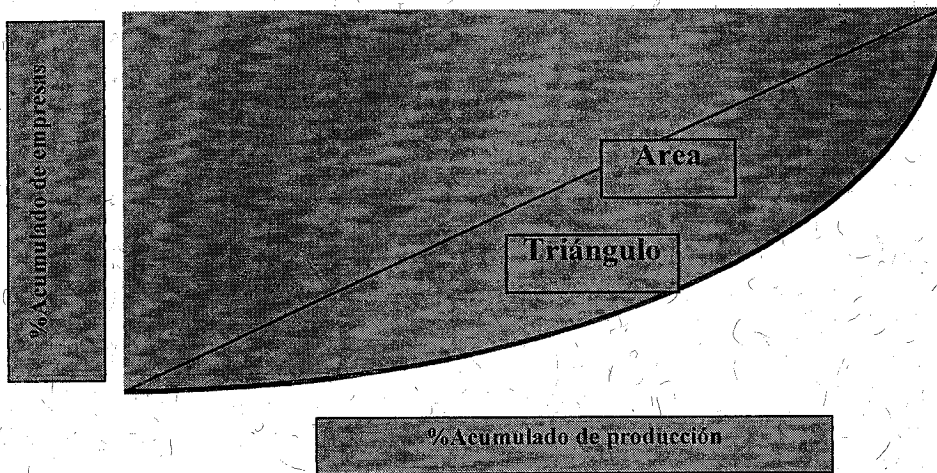 %Acumulado de empresas
Area
Triángulo
%Acumulado de producción